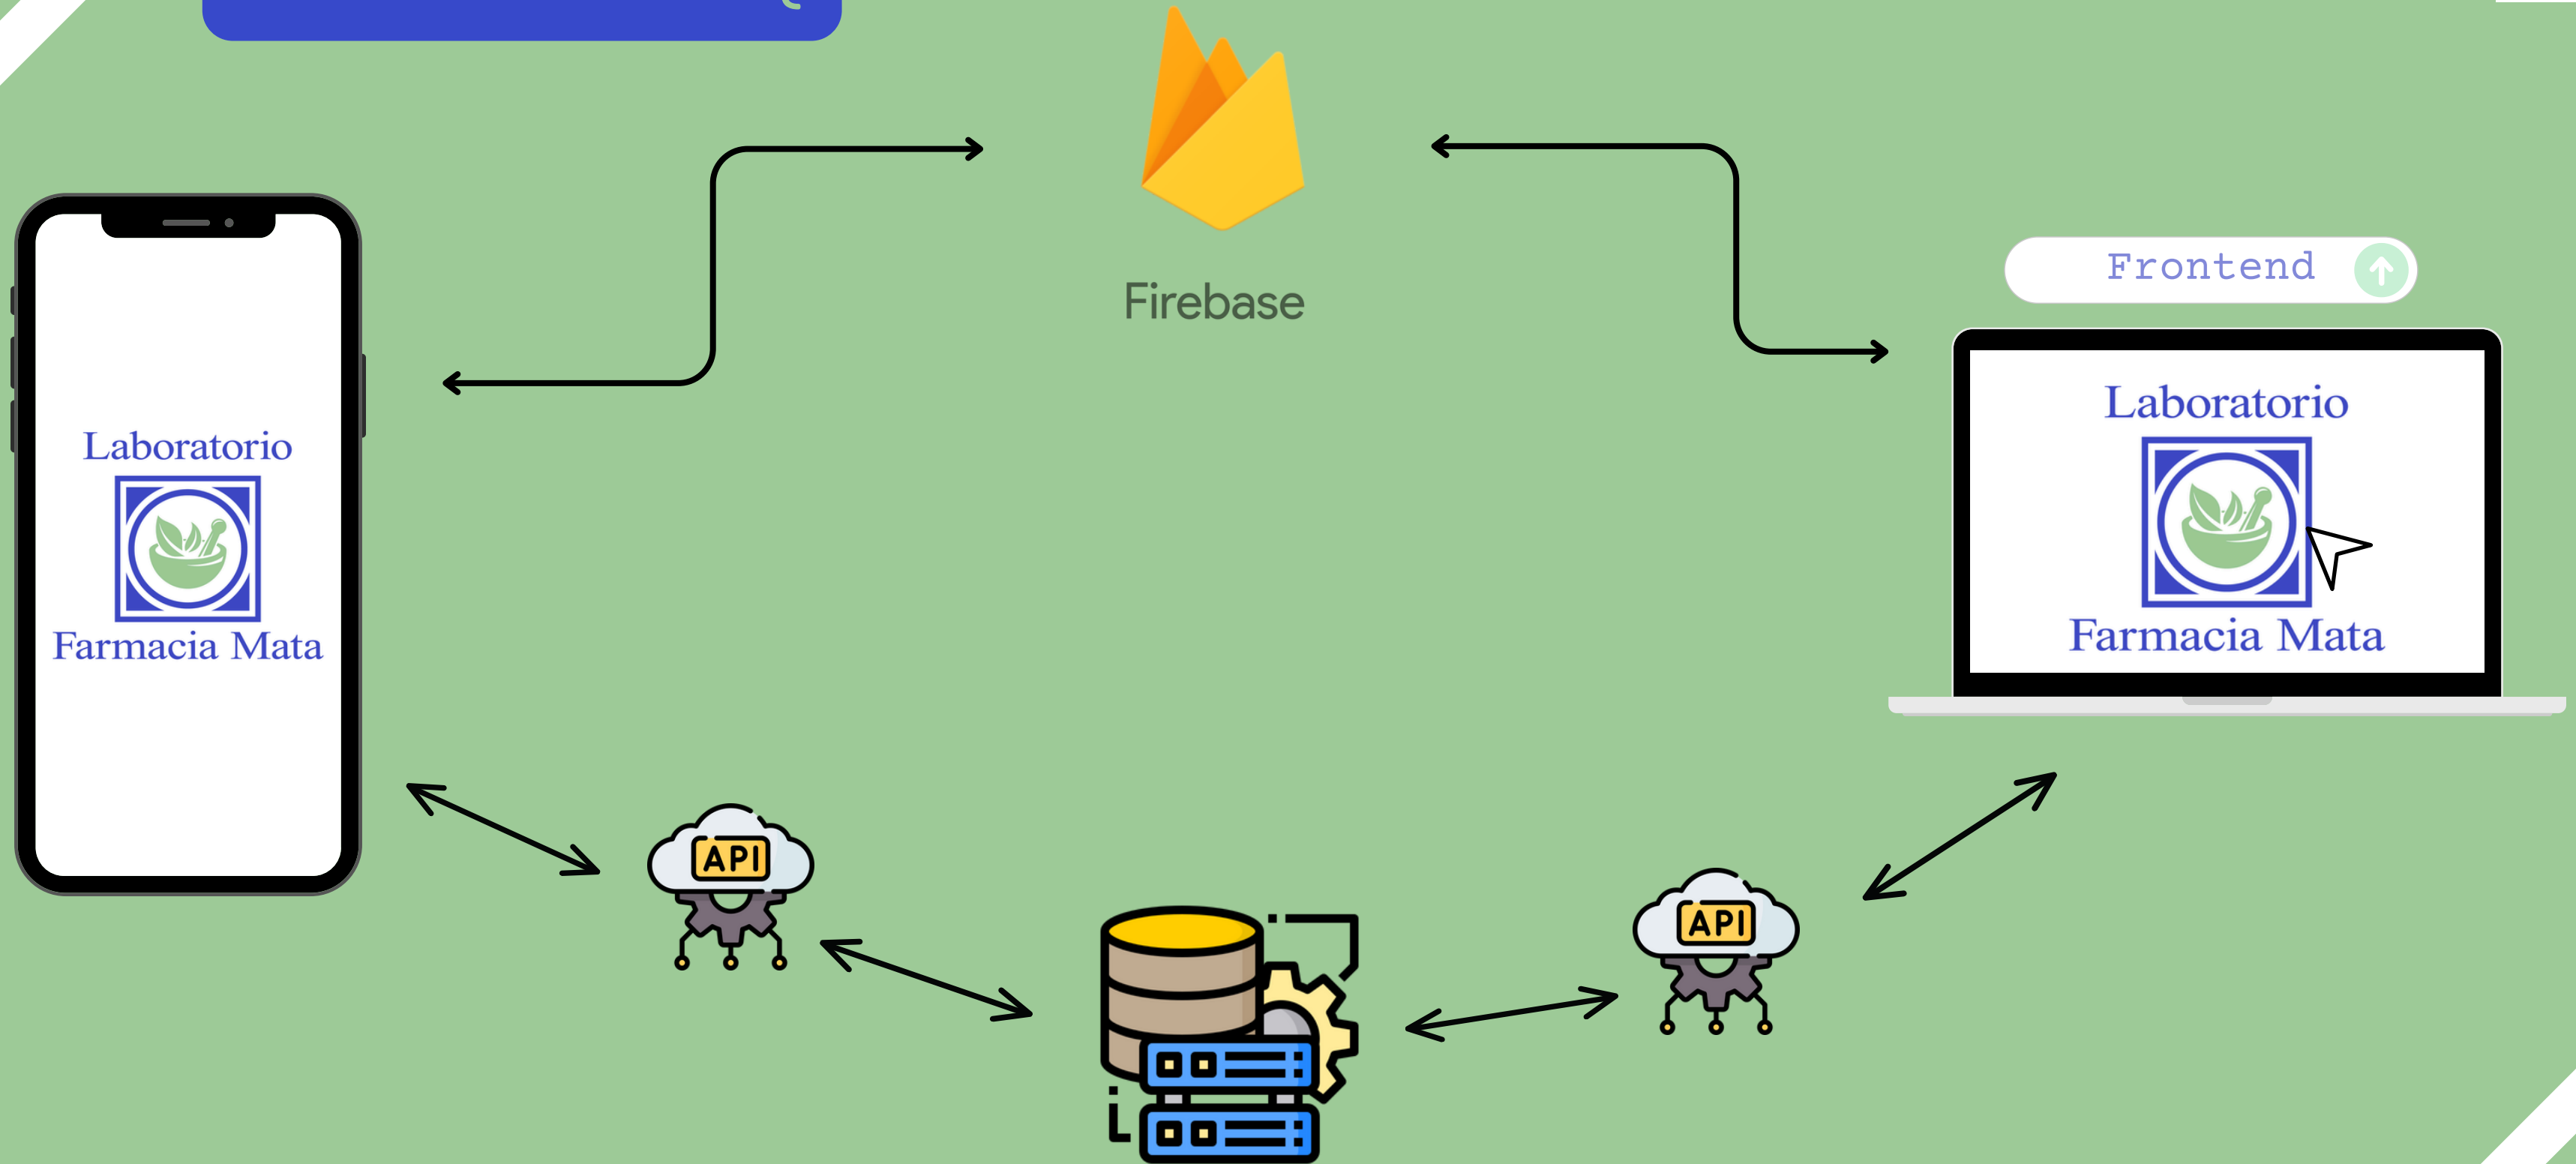 Firebase
Frontend
Laboratorio
Farmacia Mata
Laboratorio
Farmacia Mata
API
API